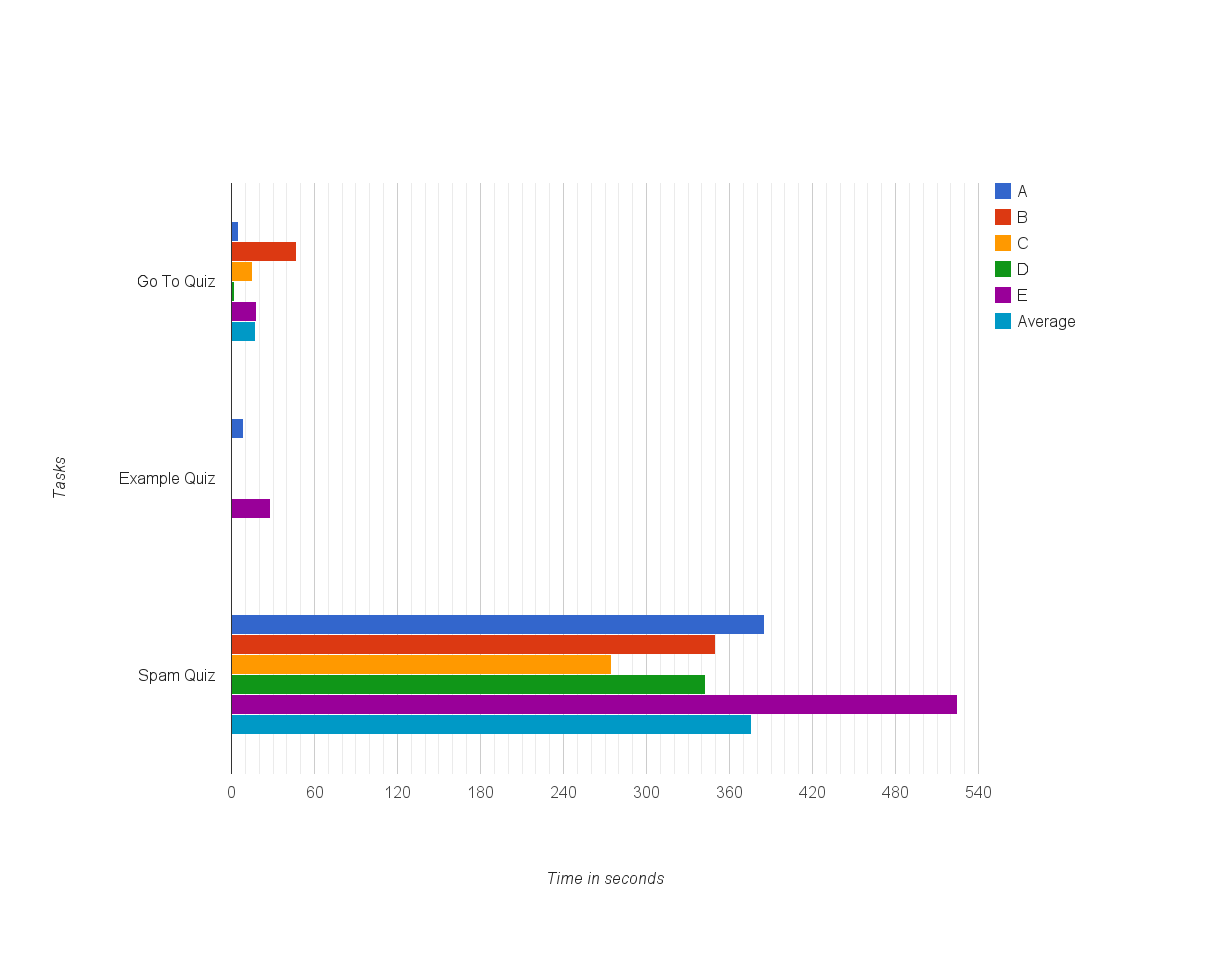 A
B
C
D
E
Average
Go To Quiz
Example Quiz
Spam Quiz
Tasks
0 60 120 180 240 300 360 420 480 540
Time in seconds